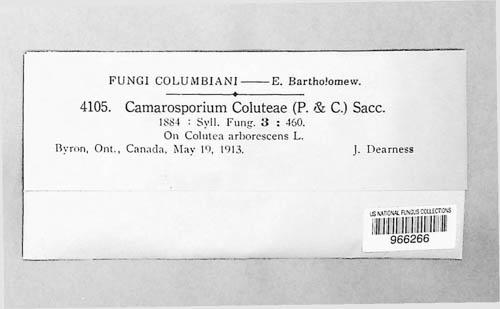 FUNGI COLUMBIANI — E. Bartholomew.
4105. Camarosporium Coluteae (P. & C.) Sacc.
1884 : Syll. Fung. 3 : 460.
On Colutea arborescens L.
Byron, Ont., Canada, May 19, 1913. J. Dearness
US NATIONAL FUNGUS COLLECTIONS
966266